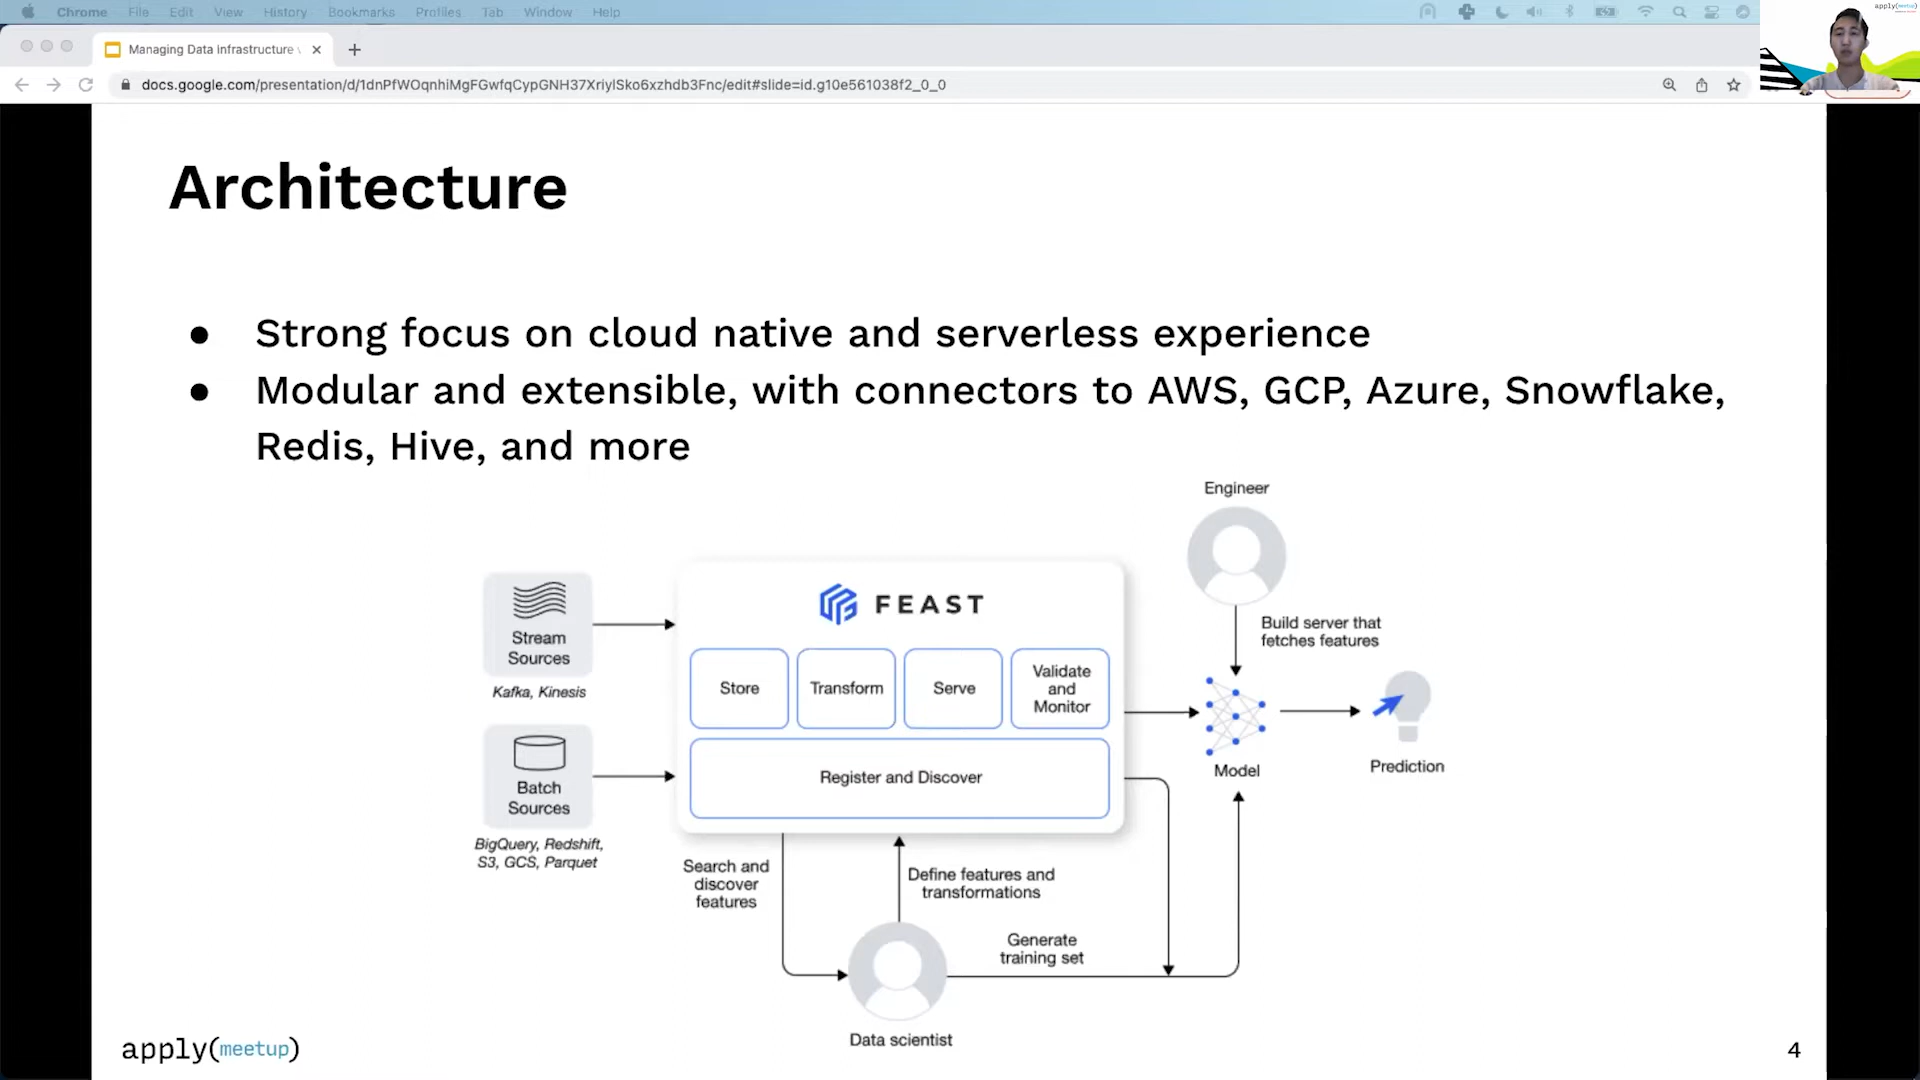 Chrome File Edit View History Bookmarks Profiles Tab Window Help
apply(meetup)
Managing Data Infrastructure
docs.google.com/presentation/d/1dnPfWOqnhiMgFGwfqCypGNH37XriylSko6xzhdb3Fnc/edit#slide=id.g10e561038f2_0_0
Architecture
● Strong focus on cloud native and serverless experience
● Modular and extensible, with connectors to AWS, GCP, Azure, Snowflake,
Redis, Hive, and more
Engineer
Build server that
fetches features
Stream
Sources
Kafka, Kinesis
Batch
Sources
BigQuery, Redshift,
S3, GCS, Parquet
FEAST
Store
Transform
Serve
Validate
and
Monitor
Register and Discover
Model
Prediction
Search and
discover
features
Define features and
transformations
Generate
training set
Data scientist
apply(meetup)
4